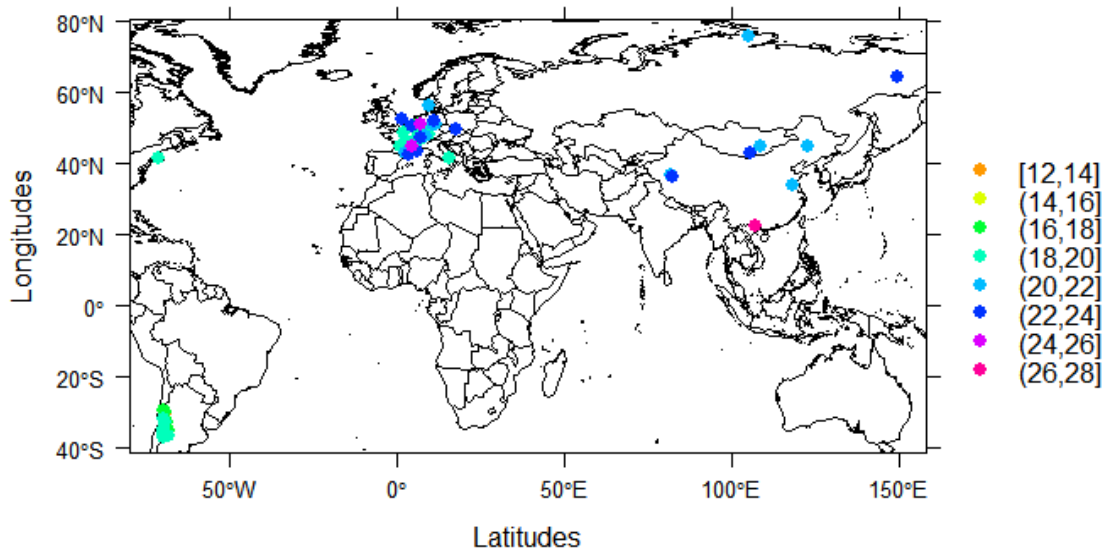 80°N
60°N
40°N
20°N
0°
20°S
40°S
Longitudes
50°W
0°
50°E
100°E
150°E
Latitudes
[12,14]
(14,16]
(16,18]
(18,20]
(20,22]
(22,24]
(24,26]
(26,28]